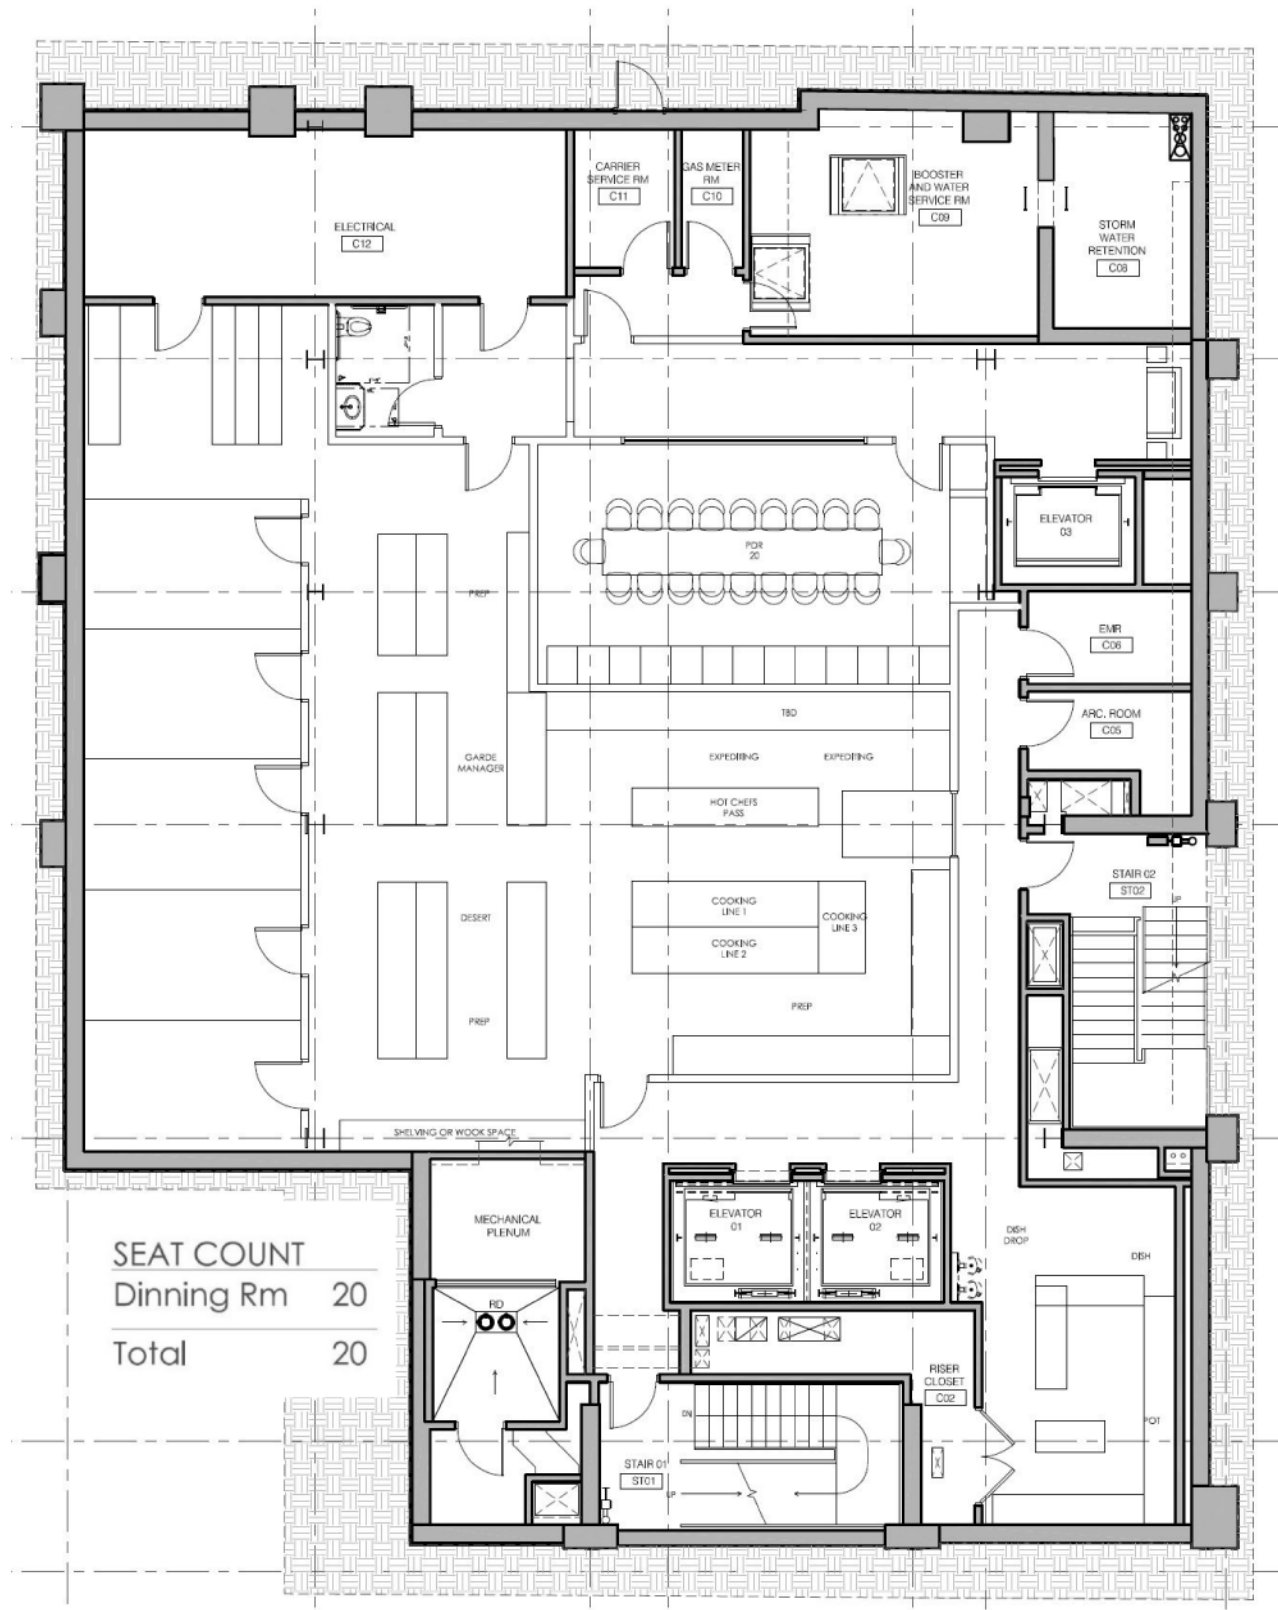 CARRIER
SERVICE RM
C11
GAS METER
RM
C10
BOOSTER
AND WATER
SERVICE RM
C09
ELECTRICAL
C12
STORM
WATER
RETENTION
C08
ELEVATOR
03
PDR
20
PREP
EMR
C06
TBD
ARC. ROOM
C05
GARDE
MANAGER
EXPEDITING
EXPEDITING
HOT CHEFS
PASS
STAIR 02
ST02
UP
COOKING
LINE 1
COOKING
LINE 3
DESERT
COOKING
LINE 2
PREP
PREP
SHELVING OR WOOK SPACE
MECHANICAL
PLENUM
ELEVATOR
01
ELEVATOR
02
DISH
DROP
DISH
SEAT COUNT
Dinning Rm 20
Total 20
RD
RISER
CLOSET
C02
DN
POT
STAIR 01
ST01
UP